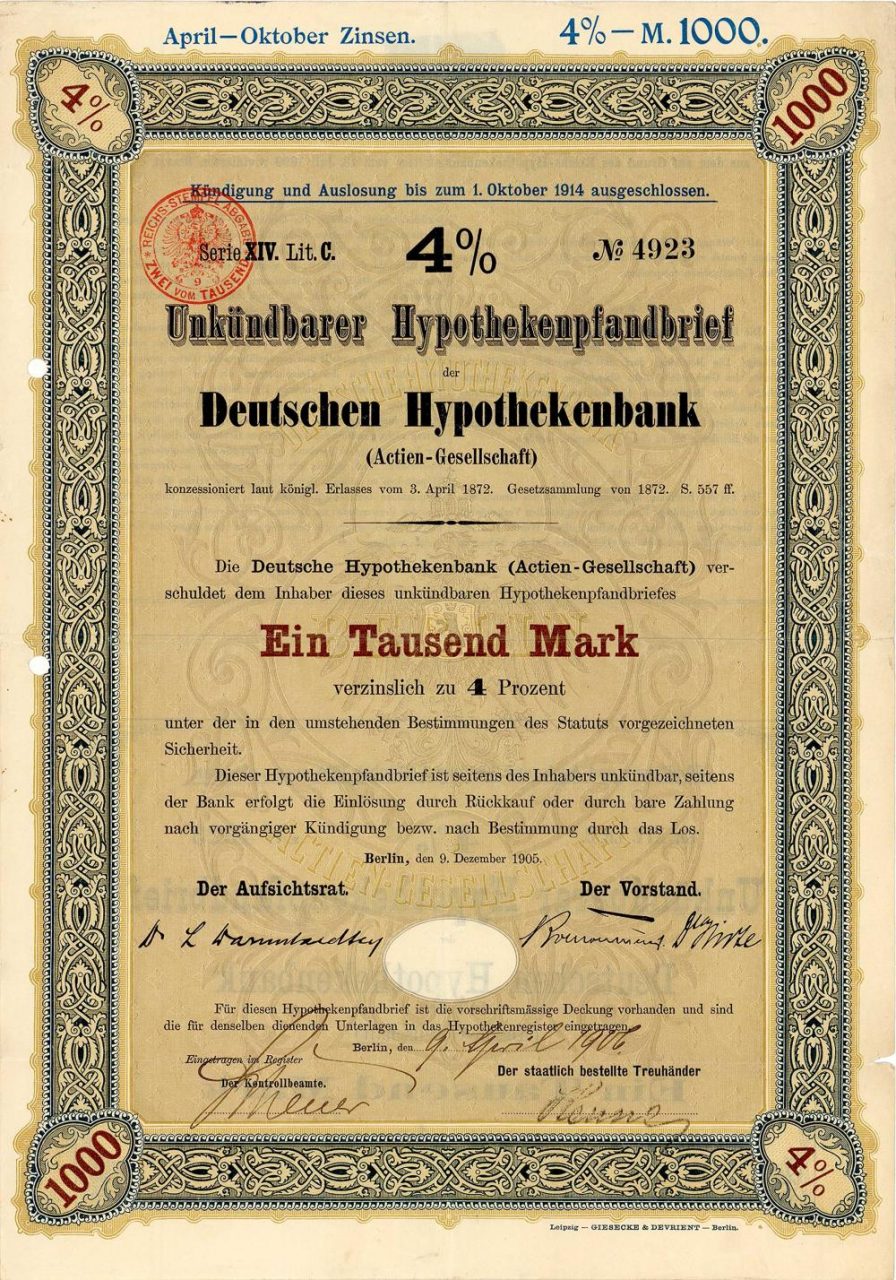 April—Oktober Zinsen.
4%—M. 1000.
4%
1000
Kündigung und Auslosung bis zum 1. Oktober 1914 ausgeschlossen.
REICHS-STEMPELABGABE
ZWEI VOM TAUSEND
Serie XIV. Lit. C.
4%
№ 4923
Unkündbarer Hypothekenpfandbrief
der
Deutschen Hypothekenbank
(Actien-Gesellschaft)
konzessioniert laut königl. Erlasses vom 3. April 1872. Gesetzsammlung von 1872. S. 557 ff.
Die Deutsche Hypothekenbank (Actien-Gesellschaft) ver-
schuldet dem Inhaber dieses unkündbaren Hypothekenpfandbriefes
Ein Tausend Mark
verzinslich zu 4 Prozent
unter der in den umstehenden Bestimmungen des Statuts vorgezeichneten
Sicherheit.
Dieser Hypothekenpfandbrief ist seitens des Inhabers unkündbar, seitens
der Bank erfolgt die Einlösung durch Rückkauf oder durch bare Zahlung
nach vorgängiger Kündigung bezw. nach Bestimmung durch das Los.
Berlin, den 9. Dezember 1905.
Der Aufsichtsrat.
Der Vorstand.
Für diesen Hypothekenpfandbrief ist die vorschriftsmässige Deckung vorhanden und sind
die für denselben dienenden Unterlagen in das Hypothekenregister eingetragen.
Berlin, den 9. April 1906
Eingetragen im Register
Der Kontrollbeamte.
Der staatlich bestellte Treuhänder
1000
4%
Leipzig — GIESECKE & DEVRIENT — Berlin.